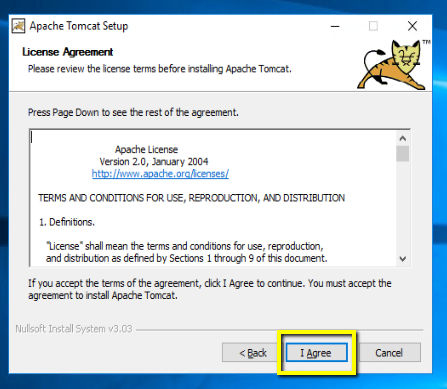 Apache Tomcat Setup
License Agreement
Please review the license terms before installing Apache Tomcat.
TM
Press Page Down to see the rest of the agreement.
Apache License
Version 2.0, January 2004
http://www.apache.org/licenses/
TERMS AND CONDITIONS FOR USE, REPRODUCTION, AND DISTRIBUTION
1. Definitions.
"License" shall mean the terms and conditions for use, reproduction,
and distribution as defined by Sections 1 through 9 of this document.
If you accept the terms of the agreement, click I Agree to continue. You must accept the
agreement to install Apache Tomcat.
Nullsoft Install System v3.03
< Back I Agree Cancel